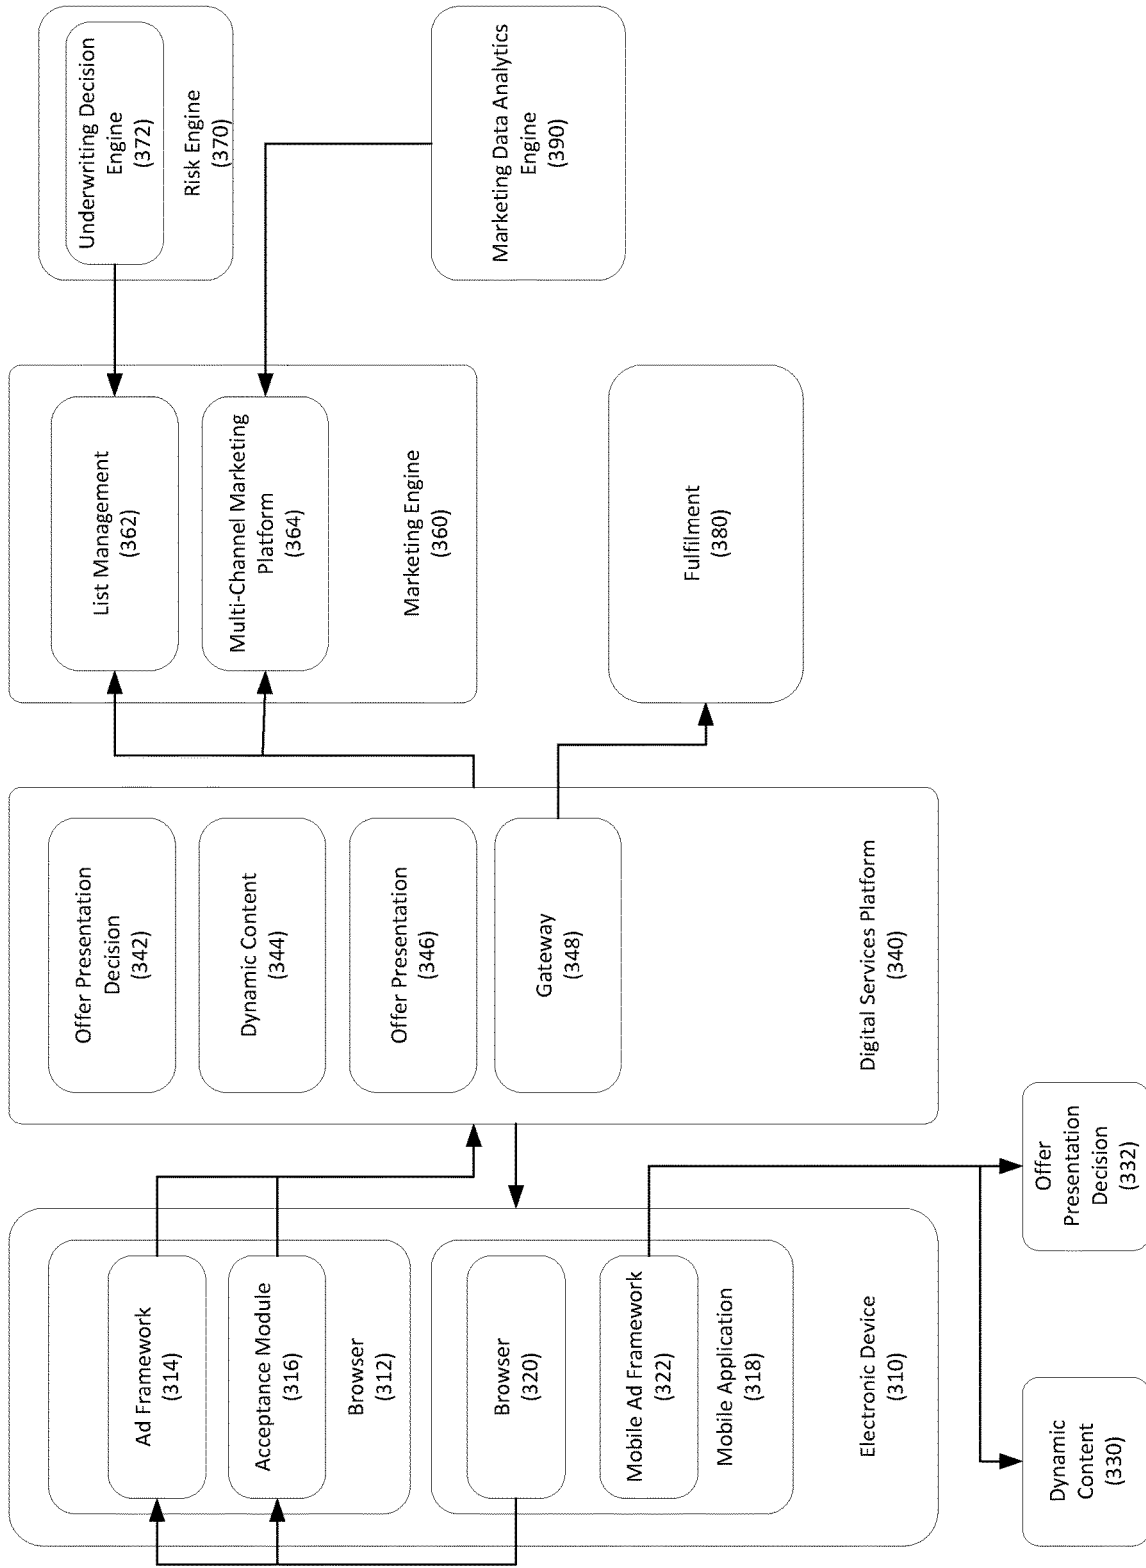 Ad Framework
(314)
Acceptance Module
(316)
Browser
(312)
Browser
(320)
Mobile Ad Framework
(322)
Mobile Application
(318)
Electronic Device
(310)
Dynamic
Content
(330)
Offer
Presentation
Decision
(332)
Offer Presentation
Decision
(342)
Dynamic Content
(344)
Offer Presentation
(346)
Gateway
(348)
Digital Services Platform
(340)
List Management
(362)
Multi-Channel Marketing
Platform
(364)
Marketing Engine
(360)
Fulfilment
(380)
Underwriting Decision
Engine
(372)
Risk Engine
(370)
Marketing Data Analytics
Engine
(390)